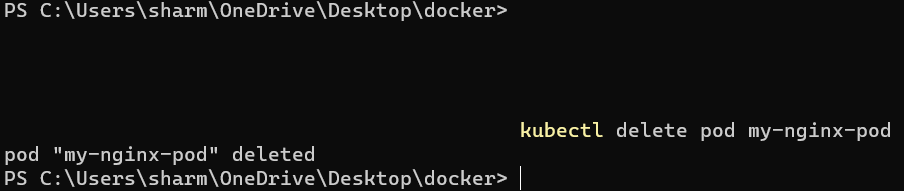 PS C:\Users\sharm\OneDrive\Desktop\docker>
kubectl delete pod my-nginx-pod
pod "my-nginx-pod" deleted
PS C:\Users\sharm\OneDrive\Desktop\docker>